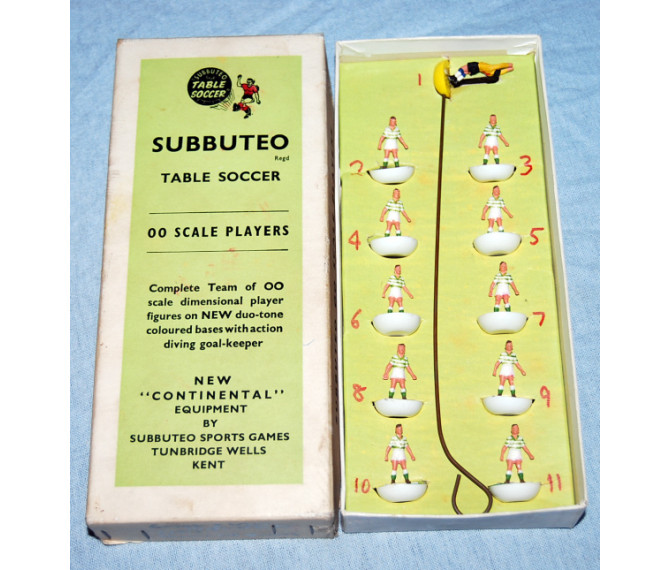 SUBBUTEO
TABLE
SOCCER
SUBBUTEO
Regd
TABLE SOCCER
OO SCALE PLAYERS
Complete Team of OO
scale dimensional player
figures on NEW duo-tone
coloured bases with action
diving goal-keeper
NEW
"CONTINENTAL"
EQUIPMENT
BY
SUBBUTEO SPORTS GAMES
TUNBRIDGE WELLS
KENT
1
2 3
4 5
6 7
8 9
10 11